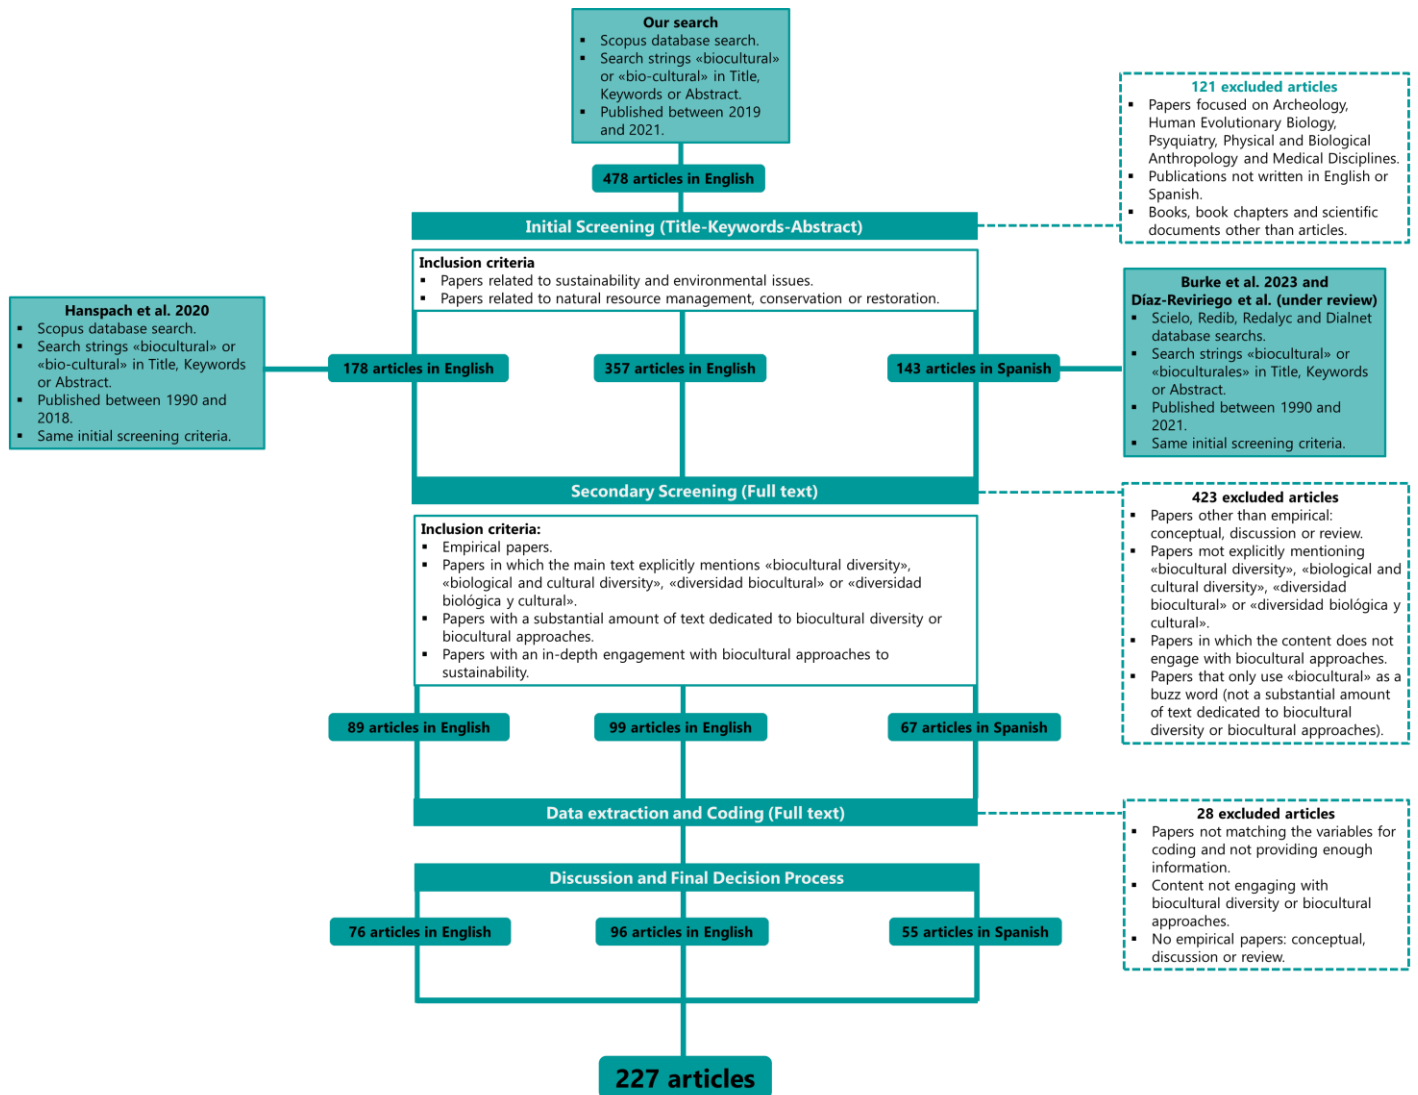 Our search
▪ Scopus database search.
▪ Search strings «biocultural»
or «bio-cultural» in Title,
Keywords or Abstract.
▪ Published between 2019
and 2021.
478 articles in English
121 excluded articles
▪ Papers focused on Archeology,
Human Evolutionary Biology,
Psyquiatry, Physical and Biological
Anthropology and Medical Disciplines.
▪ Publications not written in English or
Spanish.
▪ Books, book chapters and scientific
documents other than articles.
Initial Screening (Title-Keywords-Abstract)
Inclusion criteria
▪ Papers related to sustainability and environmental issues.
▪ Papers related to natural resource management, conservation or restoration.
Hanspach et al. 2020
▪ Scopus database search.
▪ Search strings «biocultural» or
«bio-cultural» in Title, Keywords
or Abstract.
▪ Published between 1990 and
2018.
▪ Same initial screening criteria.
178 articles in English
357 articles in English
143 articles in Spanish
Burke et al. 2023 and
Díaz-Reviriego et al. (under review)
▪ Scielo, Redib, Redalyc and Dialnet
database searchs.
▪ Search strings «biocultural» or
«bioculturales» in Title, Keywords
or Abstract.
▪ Published between 1990 and
2021.
▪ Same initial screening criteria.
Secondary Screening (Full text)
Inclusion criteria:
▪ Empirical papers.
▪ Papers in which the main text explicitly mentions «biocultural diversity»,
«biological and cultural diversity», «diversidad biocultural» or «diversidad
biológica y cultural».
▪ Papers with a substantial amount of text dedicated to biocultural diversity or
biocultural approaches.
▪ Papers with an in-depth engagement with biocultural approaches to
sustainability.
423 excluded articles
▪ Papers other than empirical:
conceptual, discussion or review.
▪ Papers mot explicitly mentioning
«biocultural diversity», «biological and
cultural diversity», «diversidad
biocultural» or «diversidad biológica y
cultural».
▪ Papers in which the content does not
engage with biocultural approaches.
▪ Papers that only use «biocultural» as a
buzz word (not a substantial amount
of text dedicated to biocultural
diversity or biocultural approaches).
89 articles in English
99 articles in English
67 articles in Spanish
Data extraction and Coding (Full text)
28 excluded articles
▪ Papers not matching the variables for
coding and not providing enough
information.
▪ Content not engaging with
biocultural diversity or biocultural
approaches.
▪ No empirical papers: conceptual,
discussion or review.
Discussion and Final Decision Process
76 articles in English
96 articles in English
55 articles in Spanish
227 articles